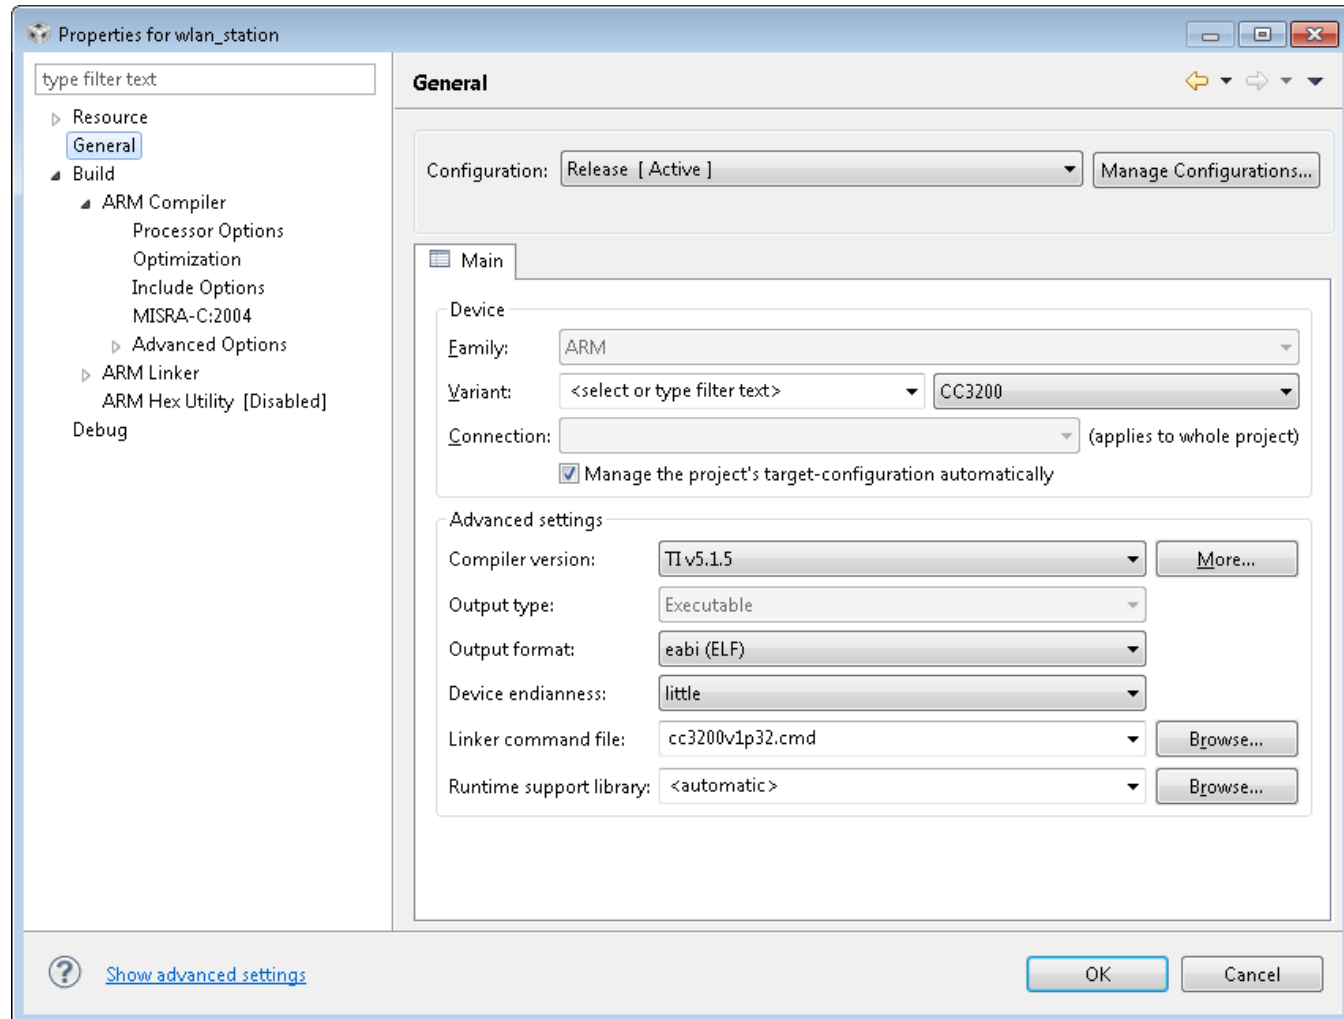 Properties for wlan_station
type filter text
Resource
General
Build
ARM Compiler
Processor Options
Optimization
Include Options
MISRA-C:2004
Advanced Options
ARM Linker
ARM Hex Utility [Disabled]
Debug
General
Configuration: Release [ Active ] Manage Configurations...
Main
Device
Family: ARM
Variant: <select or type filter text> CC3200
Connection: (applies to whole project)
Manage the project's target-configuration automatically
Advanced settings
Compiler version: TI v5.1.5 More...
Output type: Executable
Output format: eabi (ELF)
Device endianness: little
Linker command file: cc3200v1p32.cmd Browse...
Runtime support library: <automatic> Browse...
Show advanced settings OK Cancel